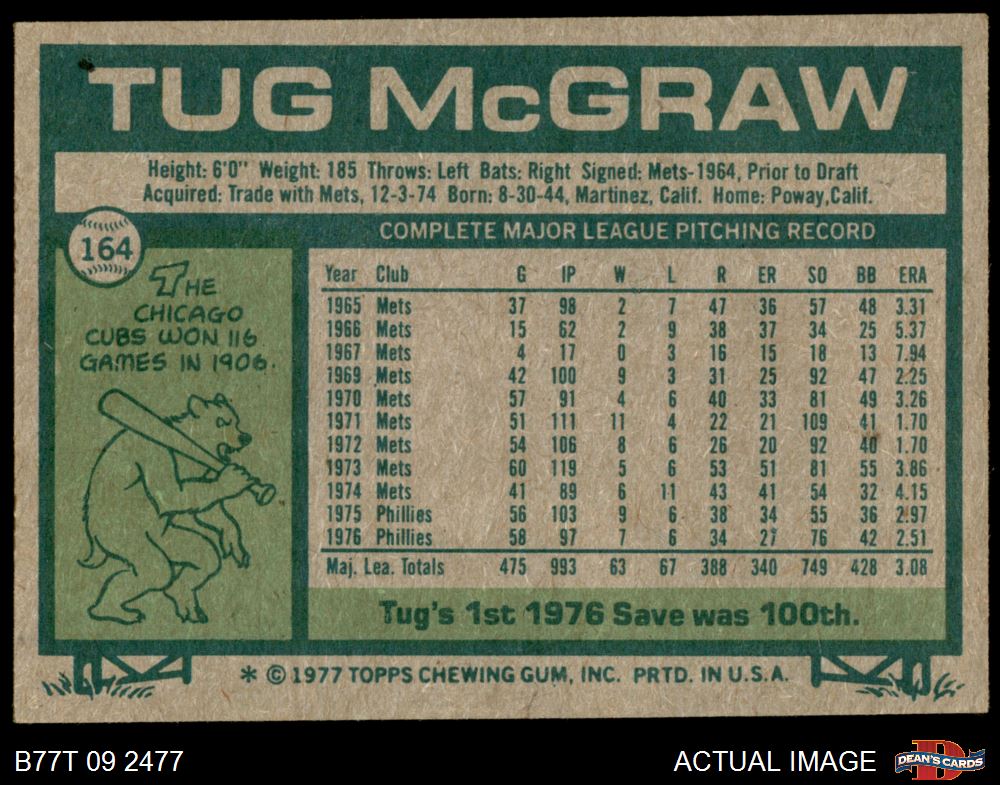 TUG McGRAW
Height: 6'0" Weight: 185 Throws: Left Bats: Right Signed: Mets-1964, Prior to Draft
Acquired: Trade with Mets, 12-3-74 Born: 8-30-44, Martinez, Calif. Home: Poway,Calif.
164
THE
CHICAGO
CUBS WON 116
GAMES IN 1906.
COMPLETE MAJOR LEAGUE PITCHING RECORD
Year Club G IP W L R ER SO BB ERA
1965 Mets 37 98 2 7 47 36 57 48 3.31
1966 Mets 15 62 2 9 38 37 34 25 5.37
1967 Mets 4 17 0 3 16 15 18 13 7.94
1969 Mets 42 100 9 3 31 25 92 47 2.25
1970 Mets 57 91 4 6 40 33 81 49 3.26
1971 Mets 51 111 11 4 22 21 109 41 1.70
1972 Mets 54 106 8 6 26 20 92 40 1.70
1973 Mets 60 119 5 6 53 51 81 55 3.86
1974 Mets 41 89 6 11 43 41 54 32 4.15
1975 Phillies 56 103 9 6 38 34 55 36 2.97
1976 Phillies 58 97 7 6 34 27 76 42 2.51
Maj. Lea. Totals 475 993 63 67 388 340 749 428 3.08
Tug's 1st 1976 Save was 100th.
* © 1977 TOPPS CHEWING GUM, INC. PRTD. IN U.S.A.
B77T 09 2477
ACTUAL IMAGE
D
DEAN'S CARDS